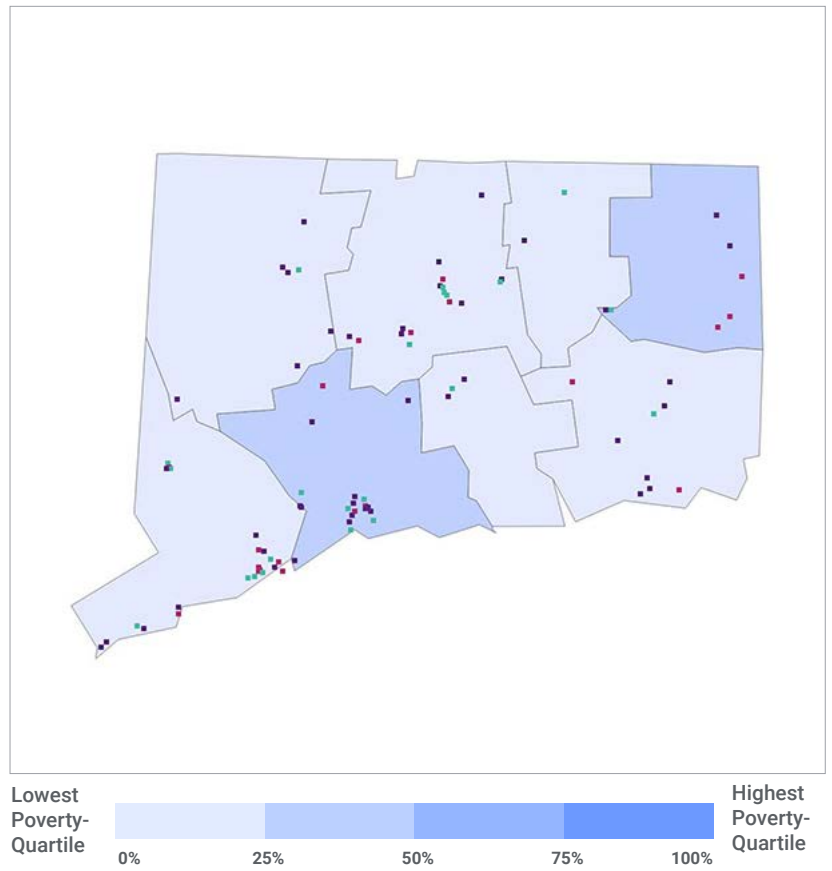 Lowest
Poverty-
Quartile
0%
25%
50%
75%
100%
Highest
Poverty-
Quartile